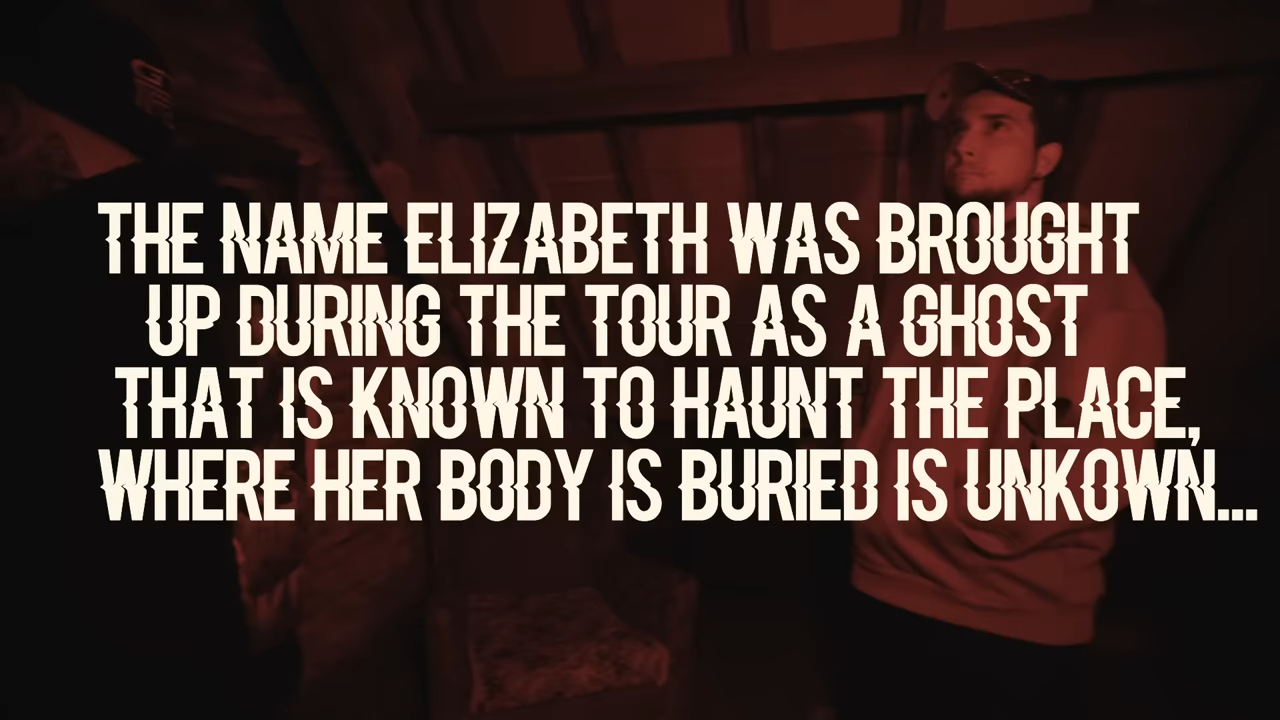 THE NAME ELIZABETH WAS BROUGHT
UP DURING THE TOUR AS A GHOST
THAT IS KNOWN TO HAUNT THE PLACE,
WHERE HER BODY IS BURIED IS UNKOWN...